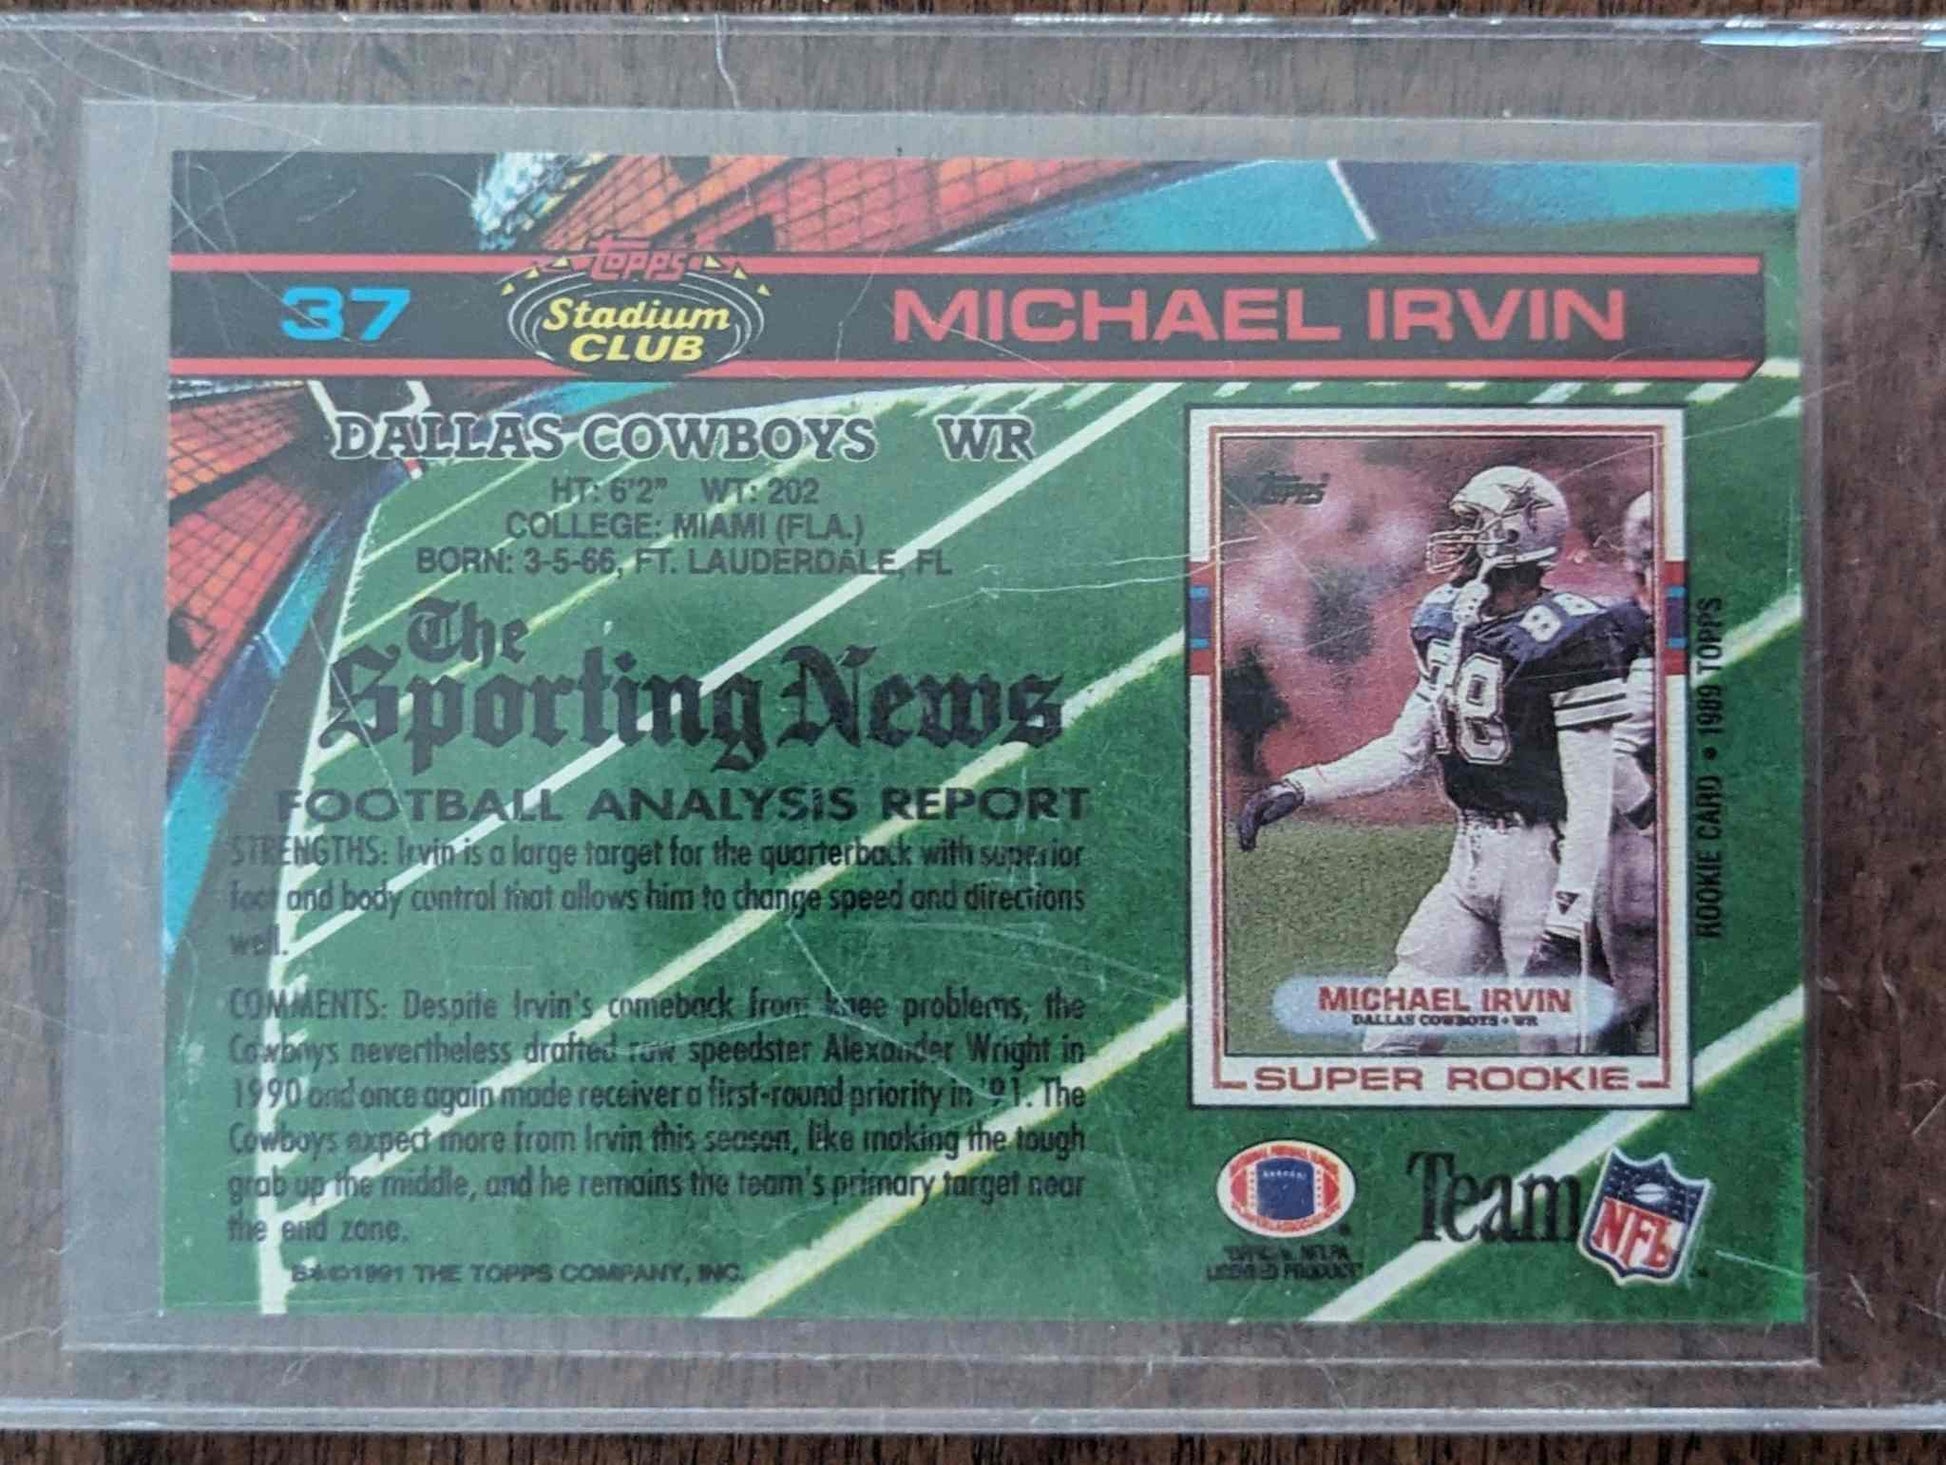 37
Topps
Stadium
CLUB
MICHAEL IRVIN
DALLAS COWBOYS WR
HT: 6'2" WT: 202
COLLEGE: MIAMI (FLA.)
BORN: 3-5-66, FT. LAUDERDALE, FL
The
Sporting News
FOOTBALL ANALYSIS REPORT
STRENGTHS: Irvin is a large target for the quarterback with superior
foot and body control that allows him to change speed and directions
well.
COMMENTS: Despite Irvin's comeback from knee problems, the
Cowboys nevertheless drafted raw speedster Alexander Wright in
1990 and once again made receiver a first-round priority in '91. The
Cowboys expect more from Irvin this season, like making the tough
grab up the middle, and he remains the team's primary target near
the end zone.
©1991 THE TOPPS COMPANY, INC.
Topps
88
88
MICHAEL IRVIN
DALLAS COWBOYS • WR
SUPER ROOKIE
ROOKIE CARD • 1989 TOPPS
OFFICIAL NFLPA
LICENSED PRODUCT
Team
NFL